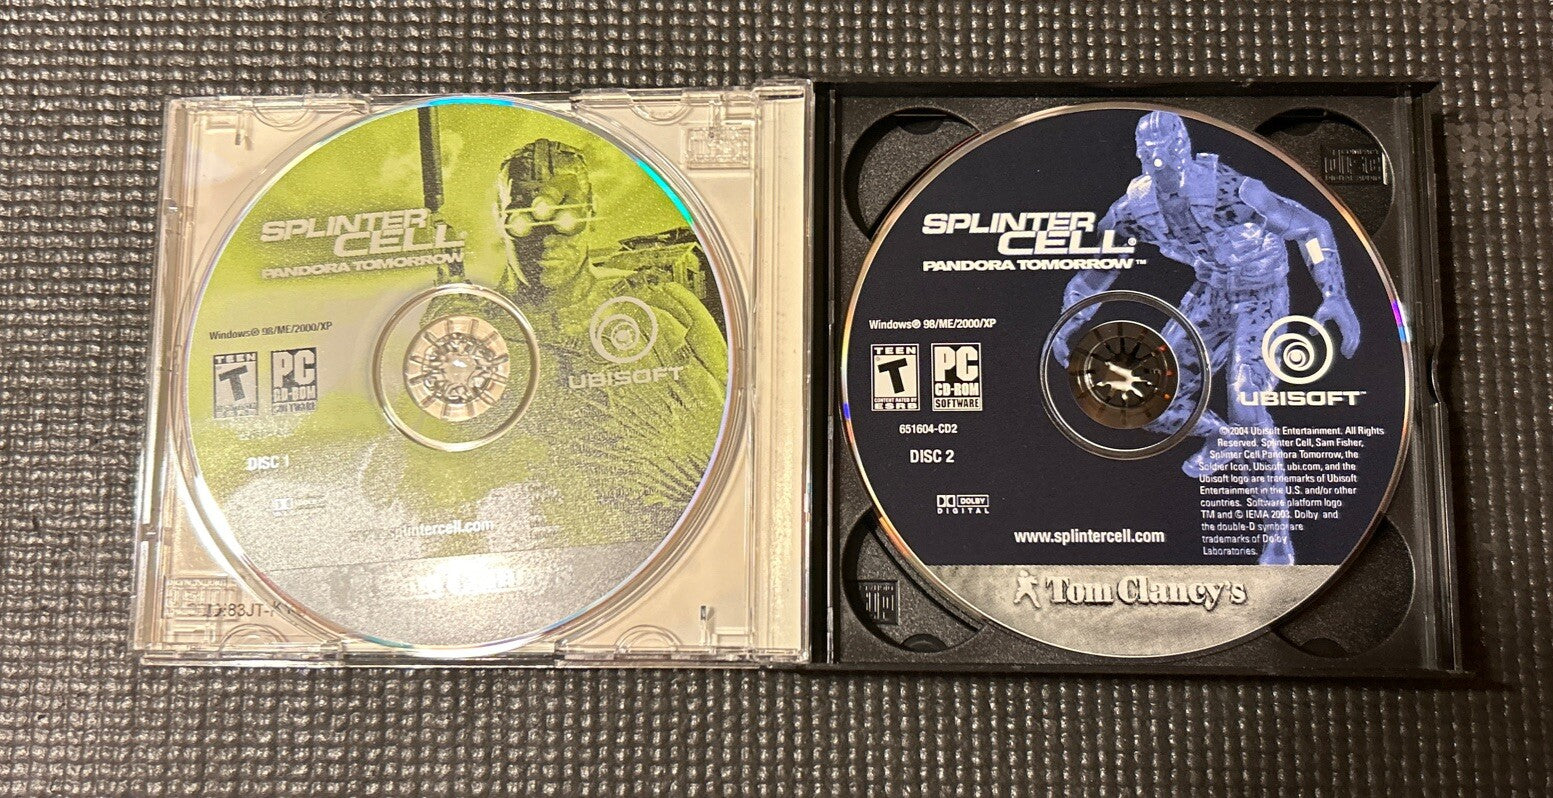 SPLINTER
CELL®
PANDORA TOMORROW
Windows® 98/ME/2000/XP
TEEN
T
PC
CD-ROM
SOFTWARE
UBISOFT™
DISC 1
lintercell.com
SPLINTER
CELL®
PANDORA TOMORROW™
Windows® 98/ME/2000/XP
TEEN
T
CONTENT RATED BY
ESRB
PC
CD-ROM
SOFTWARE
651604-CD2
DISC 2
UBISOFT™
©2004 Ubisoft Entertainment. All Rights
Reserved. Splinter Cell, Sam Fisher,
Splinter Cell Pandora Tomorrow, the
Soldier Icon, Ubisoft, ubi.com, and the
Ubisoft logo are trademarks of Ubisoft
Entertainment in the U.S. and/or other
countries. Software platform logo
TM and © IEMA 2003. Dolby and
the double-D symbol are
trademarks of Dolby
Laboratories.
DOLBY
DIGITAL
www.splintercell.com
Tom Clancy's